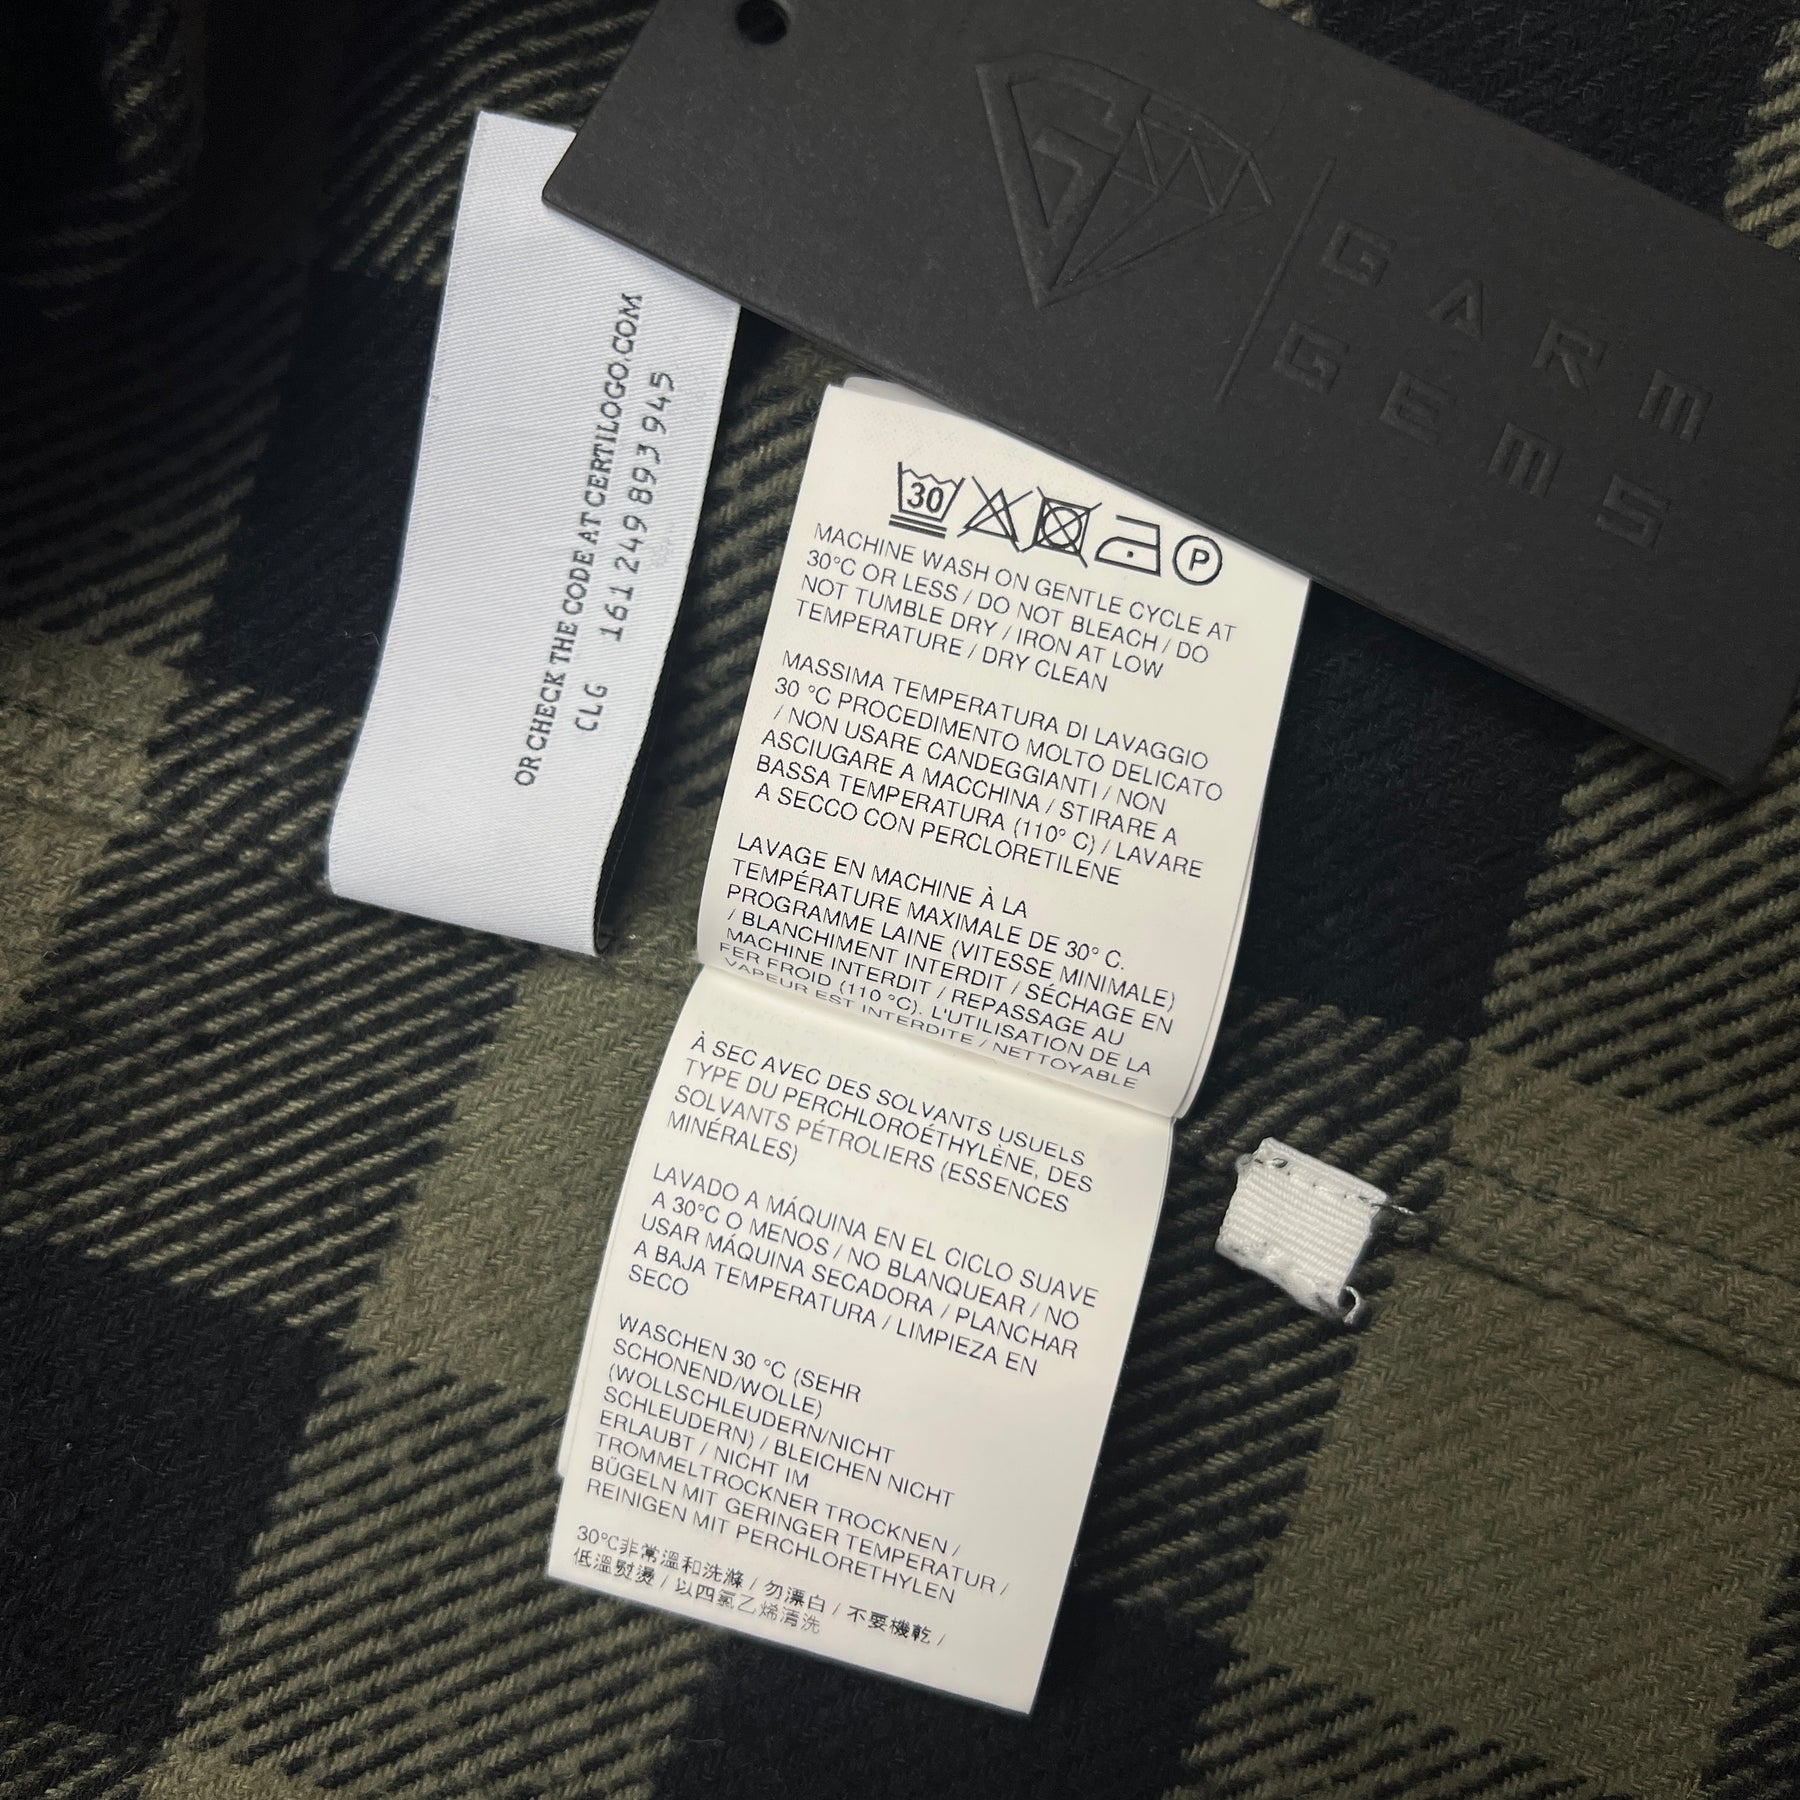 GARM
GEMS
OR CHECK THE CODE AT CERTILOGO.COM
CLG 161 249 893 945
30
P
MACHINE WASH ON GENTLE CYCLE AT
30°C OR LESS / DO NOT BLEACH / DO
NOT TUMBLE DRY / IRON AT LOW
TEMPERATURE / DRY CLEAN
MASSIMA TEMPERATURA DI LAVAGGIO
30 °C PROCEDIMENTO MOLTO DELICATO
/ NON USARE CANDEGGIANTI / NON
ASCIUGARE A MACCHINA / STIRARE A
BASSA TEMPERATURA (110° C) / LAVARE
A SECCO CON PERCLORETILENE
LAVAGE EN MACHINE À LA
TEMPÉRATURE MAXIMALE DE 30° C.
PROGRAMME LAINE (VITESSE MINIMALE)
/ BLANCHIMENT INTERDIT / SÉCHAGE EN
MACHINE INTERDIT / REPASSAGE AU
FER FROID (110 °C). L'UTILISATION DE LA
VAPEUR EST INTERDITE / NETTOYABLE
À SEC AVEC DES SOLVANTS USUELS
TYPE DU PERCHLOROÉTHYLÈNE, DES
SOLVANTS PÉTROLIERS (ESSENCES
MINÉRALES)
LAVADO A MÁQUINA EN EL CICLO SUAVE
A 30°C O MENOS / NO BLANQUEAR / NO
USAR MÁQUINA SECADORA / PLANCHAR
A BAJA TEMPERATURA / LIMPIEZA EN
SECO
WASCHEN 30 °C (SEHR
SCHONEND/WOLLE)
(WOLLSCHLEUDERN/NICHT
SCHLEUDERN) / BLEICHEN NICHT
ERLAUBT / NICHT IM
TROMMELTROCKNER TROCKNEN /
BÜGELN MIT GERINGER TEMPERATUR /
REINIGEN MIT PERCHLORETHYLEN
30°C非常溫和洗滌 / 勿漂白 / 不要機乾 /
低溫熨燙 / 以四氯乙烯清洗